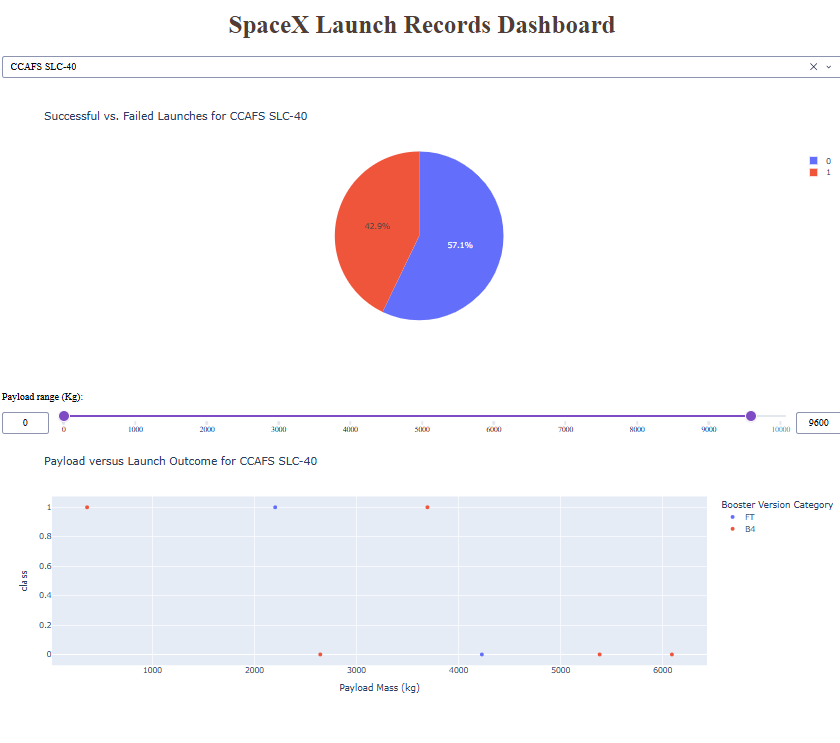 SpaceX Launch Records Dashboard
CCAFS SLC-40
Successful vs. Failed Launches for CCAFS SLC-40
0
1
42.9%
57.1%
Payload range (Kg):
0
0 1000 2000 3000 4000 5000 6000 7000 8000 9000 10000
9600
Payload versus Launch Outcome for CCAFS SLC-40
Booster Version Category
FT
B4
1
0.8
0.6
0.4
0.2
0
class
1000 2000 3000 4000 5000 6000
Payload Mass (kg)